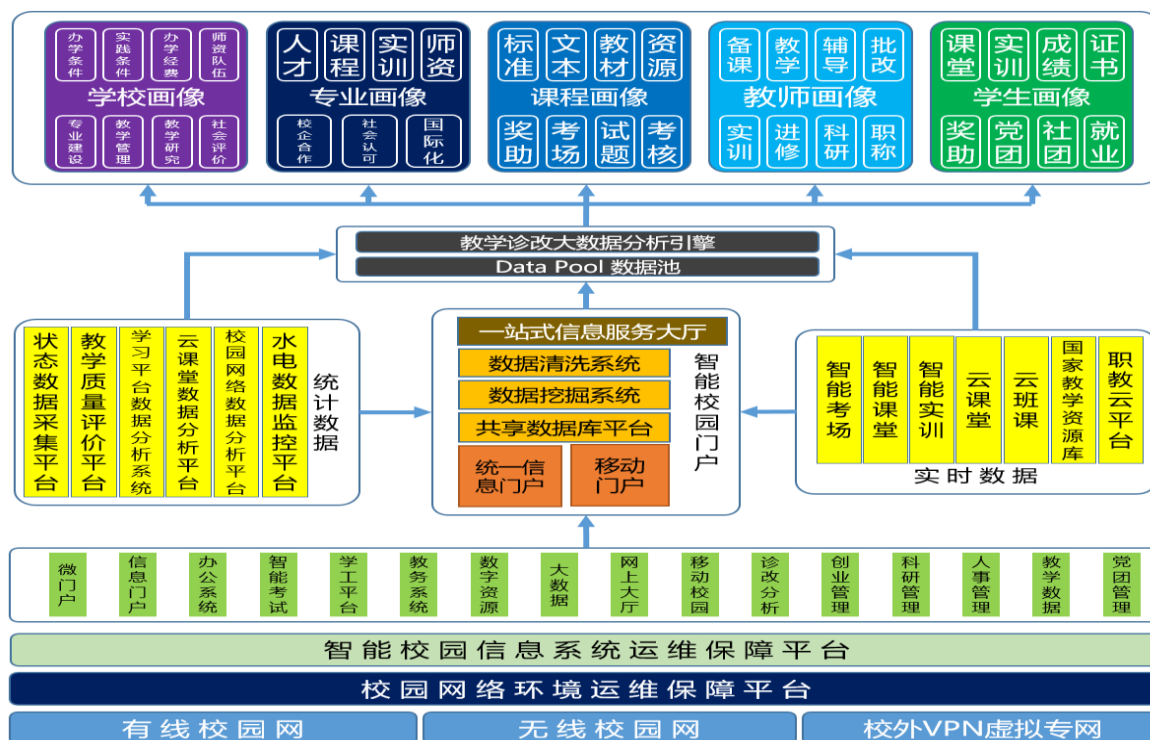 办学条件 实践条件 办学经费 师资队伍
学校画像
专业建设 教学管理 教学研究 社会评价
人才 课程 实训 师资
专业画像
校企合作 社会认可 国际化
标准 文本 教材 资源
课程画像
奖助 考场 试题 考核
备课 教学 辅导 批改
教师画像
实训 进修 科研 职称
课堂 实训 成绩 证书
学生画像
奖助 党团 社团 就业
教学诊改大数据分析引擎
Data Pool 数据池
状态数据采集平台
教学质量评价平台
学习平台数据分析系统
云课堂数据分析平台
校园网络数据分析平台
水电数据监控平台
统计数据
一站式信息服务大厅
数据清洗系统
数据挖掘系统
共享数据库平台
统一信
息门户
移动
门户
智能校园门户
智能考场
智能课堂
智能实训
云课堂
云班课
国家教学资源库
职教云平台
实时数据
微门户
信息门户
办公系统
智能考试
学工平台
教务系统
数字资源
大数据
网上大厅
移动校园
诊改分析
创业管理
科研管理
人事管理
教学数据
党团管理
智能校园信息系统运维保障平台
校园网络环境运维保障平台
有线校园网 无线校园网 校外VPN虚拟专网